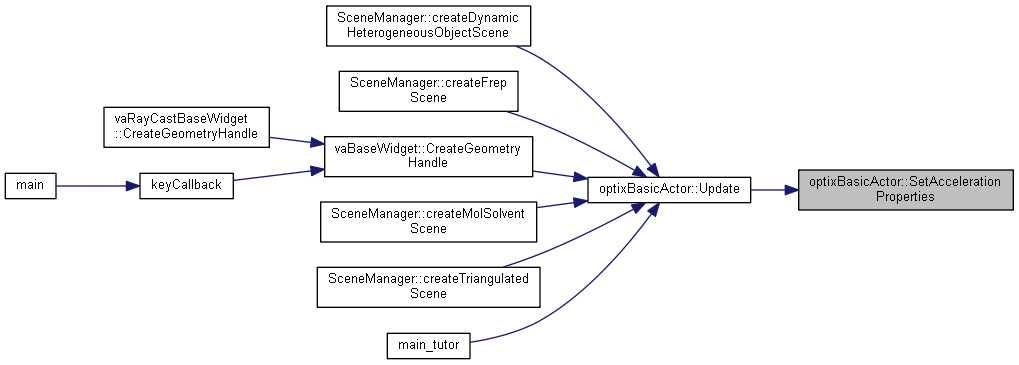 SceneManager::createDynamic
HeterogeneousObjectScene
SceneManager::createFrep
Scene
vaRayCastBaseWidget
::CreateGeometryHandle
vaBaseWidget::CreateGeometry
Handle
main
keyCallback
optixBasicActor::Update
optixBasicActor::SetAcceleration
Properties
SceneManager::createMolSolvent
Scene
SceneManager::createTriangulated
Scene
main_tutor